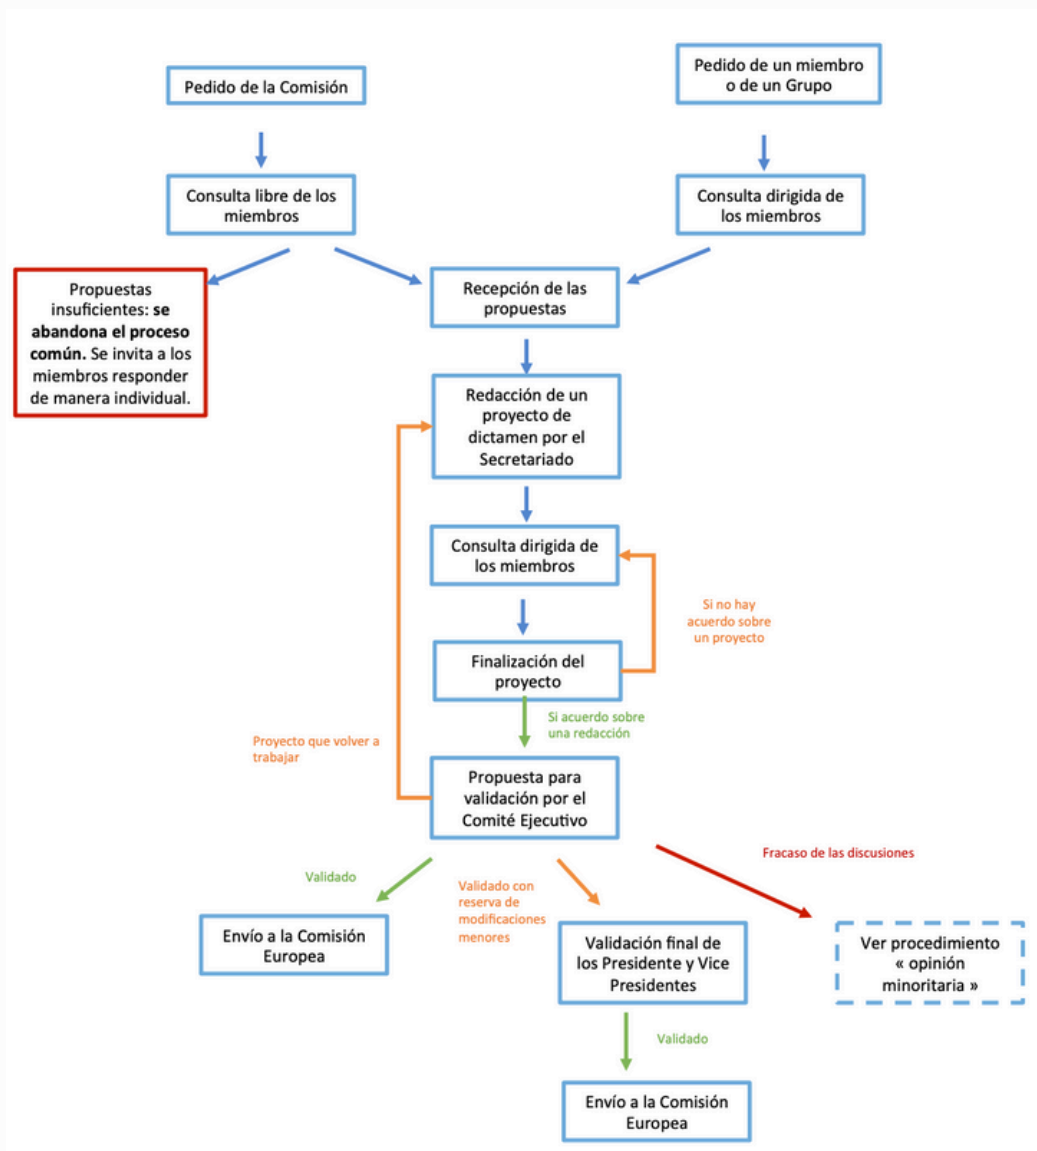 Pedido de la Comisión
Pedido de un miembro
o de un Grupo
Consulta libre de los
miembros
Consulta dirigida de
los miembros
Propuestas
insuficientes: se
abandona el proceso
común. Se invita a los
miembros responder
de manera individual.
Recepción de las
propuestas
Redacción de un
proyecto de
dictamen por el
Secretariado
Consulta dirigida de
los miembros
Si no hay
acuerdo sobre
un proyecto
Finalización del
proyecto
Si acuerdo sobre
una redacción
Proyecto que volver a
trabajar
Propuesta para
validación por el
Comité Ejecutivo
Fracaso de las discusiones
Validado
Validado con
reserva de
modificaciones
menores
Envío a la Comisión
Europea
Validación final de
los Presidente y Vice
Presidentes
Ver procedimiento
« opinión
minoritaria »
Validado
Envío a la Comisión
Europea